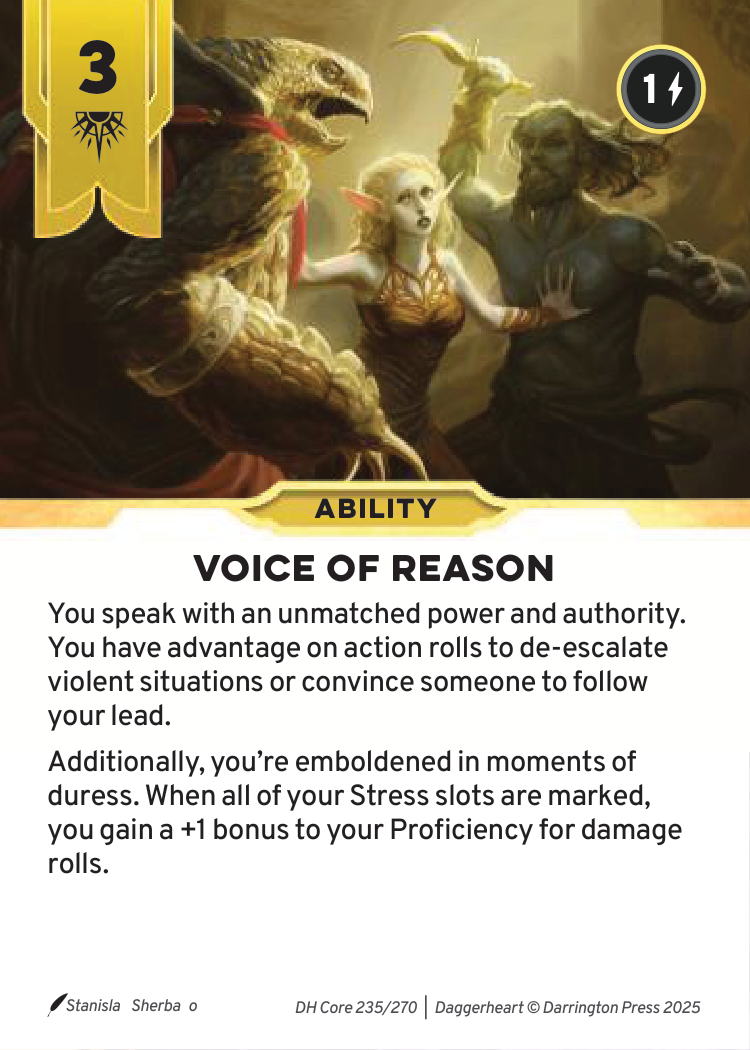 3
1
ABILITY
VOICE OF REASON
You speak with an unmatched power and authority.
You have advantage on action rolls to de-escalate
violent situations or convince someone to follow
your lead.
Additionally, you’re emboldened in moments of
duress. When all of your Stress slots are marked,
you gain a +1 bonus to your Proficiency for damage
rolls.
Stanisla Sherba o
DH Core 235/270 | Daggerheart © Darrington Press 2025